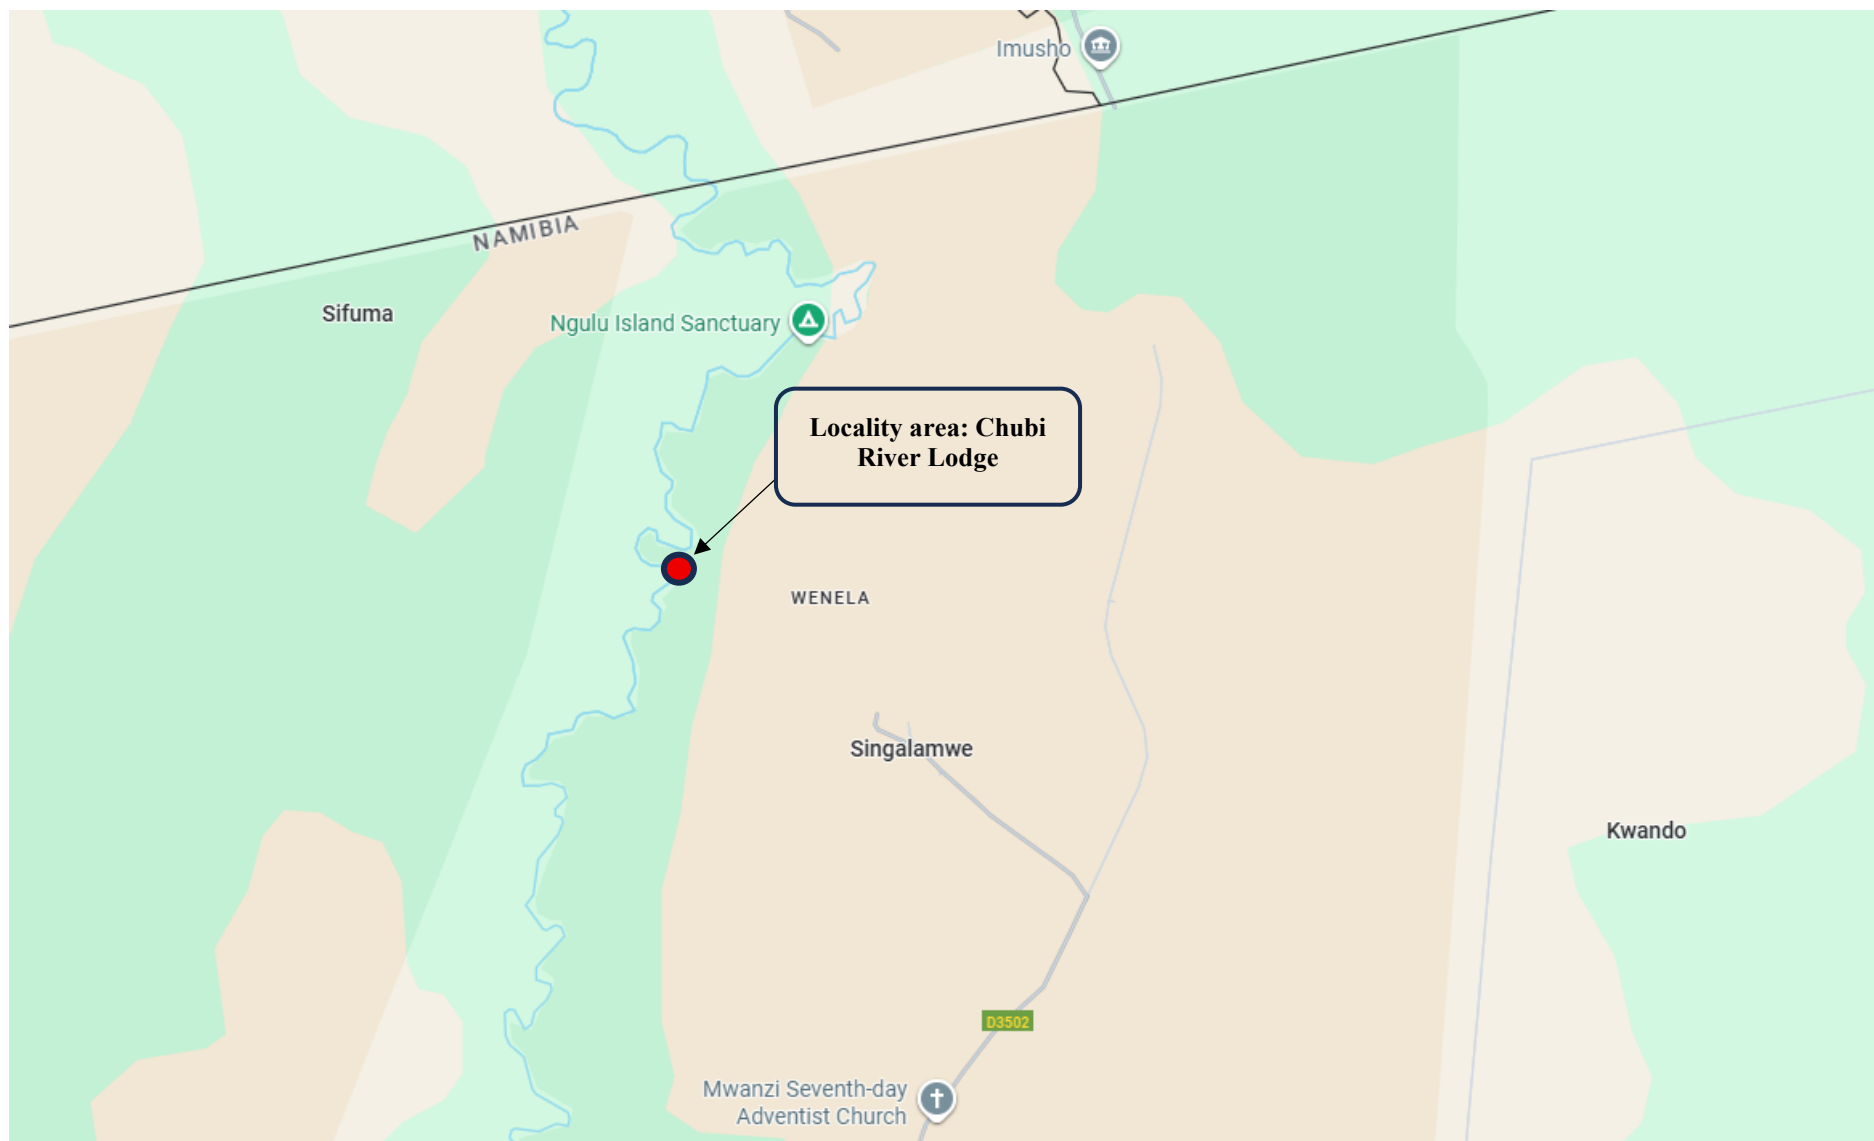 Imusho
NAMIBIA
Sifuma
Ngulu Island Sanctuary
Locality area: Chubi
River Lodge
WENELA
Singalamwe
Kwando
D3502
Mwanzi Seventh-day
Adventist Church